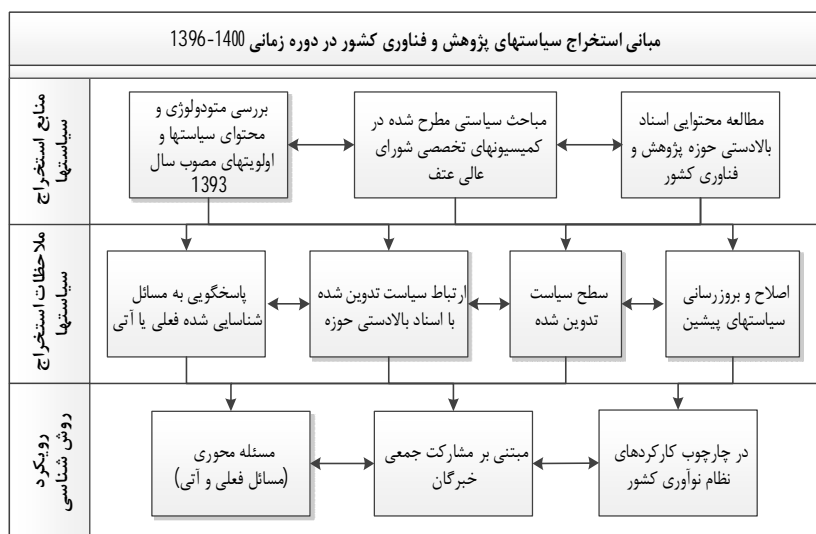 مبانی استخراج سیاستهای پژوهش و فناوری کشور در دوره زمانی 1400-1396
منابع استخراج
سیاستها
مطالعه محتوایی اسناد
بالادستی حوزه پژوهش و
فناوری کشور
مباحث سیاستی مطرح شده در
کمیسیونهای تخصصی شورای
عالی عتف
بررسی متودولوژی و
محتوای سیاستها و
اولویتهای مصوب سال
1393
ملاحظات استخراج
سیاستها
اصلاح و بروزرسانی
سیاستهای پیشین
سطح سیاست
تدوین شده
ارتباط سیاست تدوین شده
با اسناد بالادستی حوزه
پاسخگویی به مسائل
شناسایی شده فعلی یا آتی
رویکرد
روش شناسی
در چارچوب کارکردهای
نظام نوآوری کشور
مبتنی بر مشارکت جمعی
خبرگان
مسئله محوری
(مسائل فعلی و آتی)